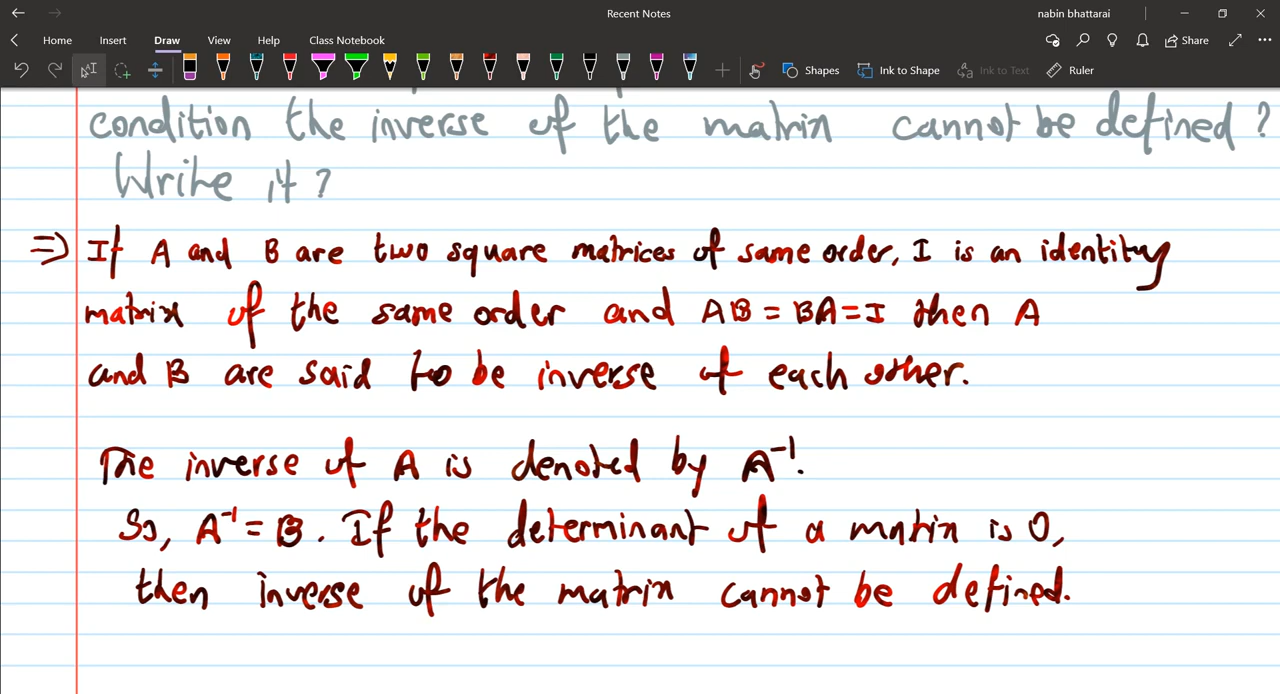 Recent Notes
nabin bhattarai
Home Insert Draw View Help Class Notebook
Share
Shapes Ink to Shape Ink to Text Ruler
condition the inverse of the matrix cannot be defined?
Write it?
=> If A and B are two square matrices of same order, I is an identity
matrix of the same order and AB = BA = I then A
and B are said to be inverse of each other.
The inverse of A is denoted by A⁻¹.
So, A⁻¹ = B. If the determinant of a matrix is 0,
then inverse of the matrix cannot be defined.